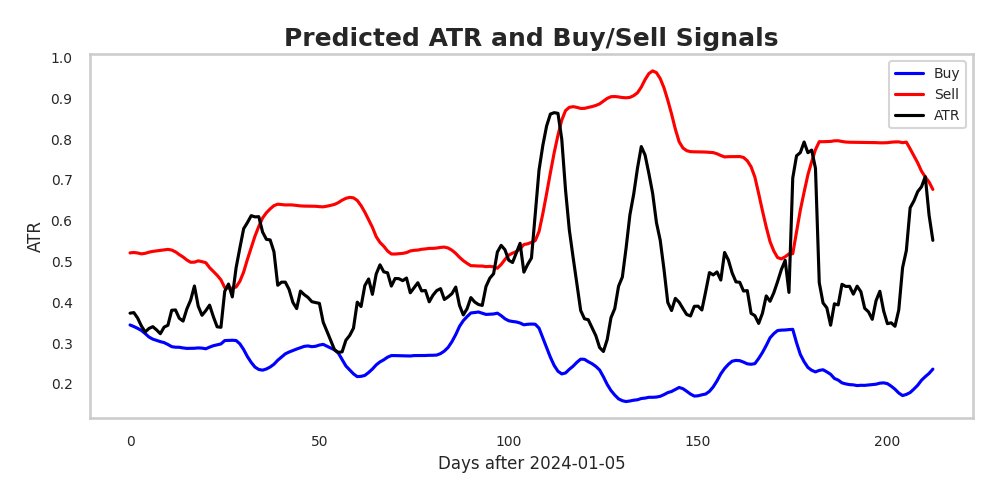 Predicted ATR and Buy/Sell Signals
1.0
0.9
0.8
0.7
0.6
0.5
0.4
0.3
0.2
ATR
Buy
Sell
ATR
0 50 100 150 200
Days after 2024-01-05